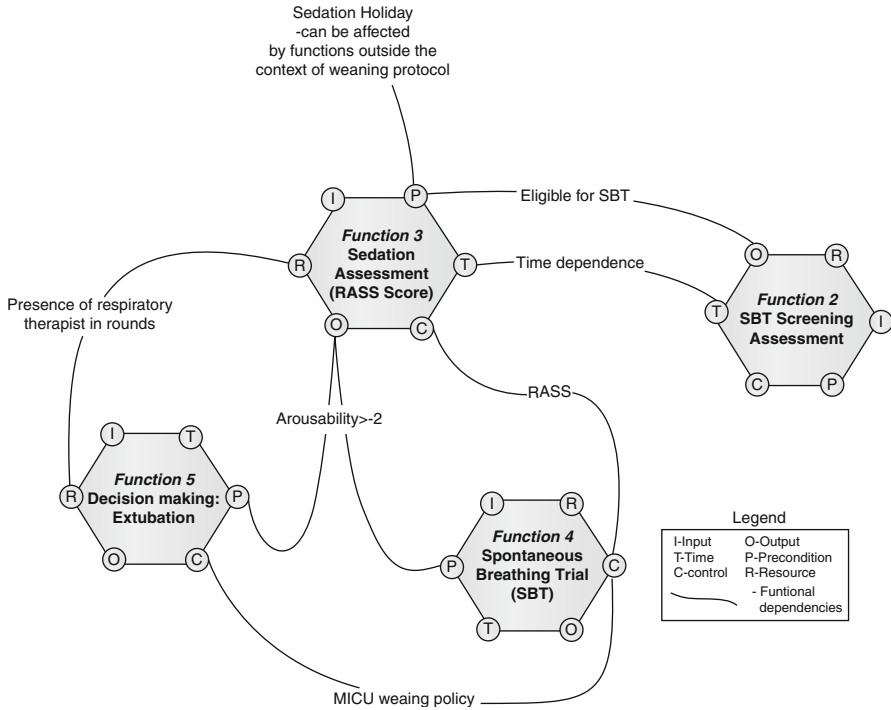 Sedation Holiday
-can be affected
by functions outside the
context of weaning protocol
I
P
Eligible for SBT
Function 3
Sedation
Assessment
(RASS Score)
R
T
Time dependence
O
C
O
R
T
Function 2
SBT Screening
Assessment
I
C
P
Presence of respiratory
therapist in rounds
RASS
Arousability>-2
I
T
R
Function 5
Decision making:
Extubation
P
O
C
I
R
P
Function 4
Spontaneous
Breathing Trial
(SBT)
C
T
O
Legend
I-Input O-Output
T-Time P-Precondition
C-control R-Resource
- Funtional
dependencies
MICU weaing policy